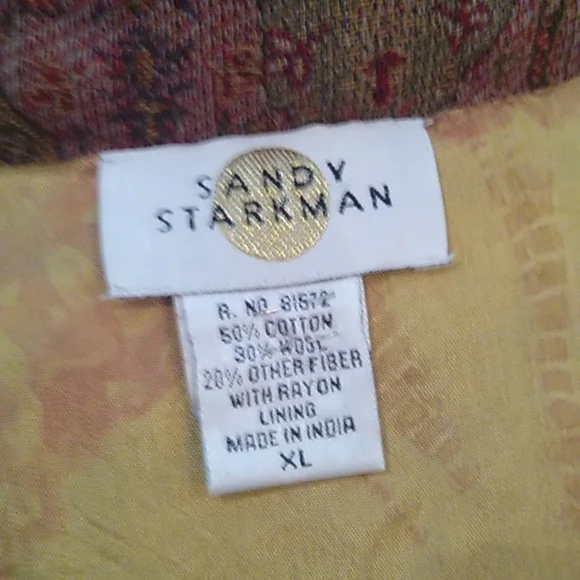 SANDY
STARKMAN
R. NO. 81572
50% COTTON
30% WOOL
20% OTHER FIBER
WITH RAYON
LINING
MADE IN INDIA
XL